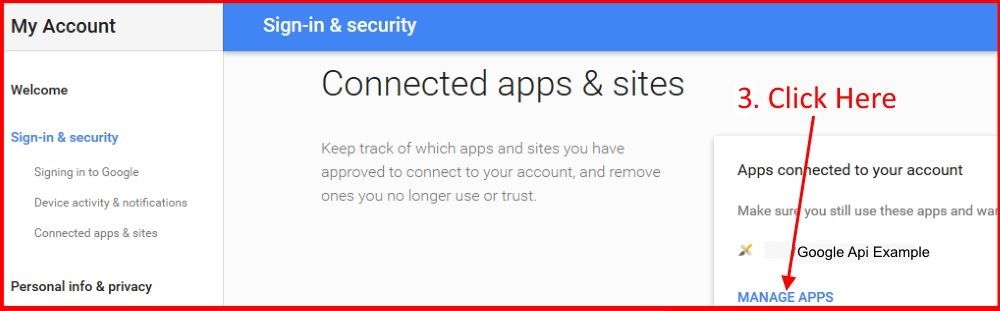 My Account
Sign-in & security
Welcome
Sign-in & security
Signing in to Google
Device activity & notifications
Connected apps & sites
Personal info & privacy
Connected apps & sites
Keep track of which apps and sites you have
approved to connect to your account, and remove
ones you no longer use or trust.
3. Click Here
Apps connected to your account
Make sure you still use these apps and
Google Api Example
MANAGE APPS